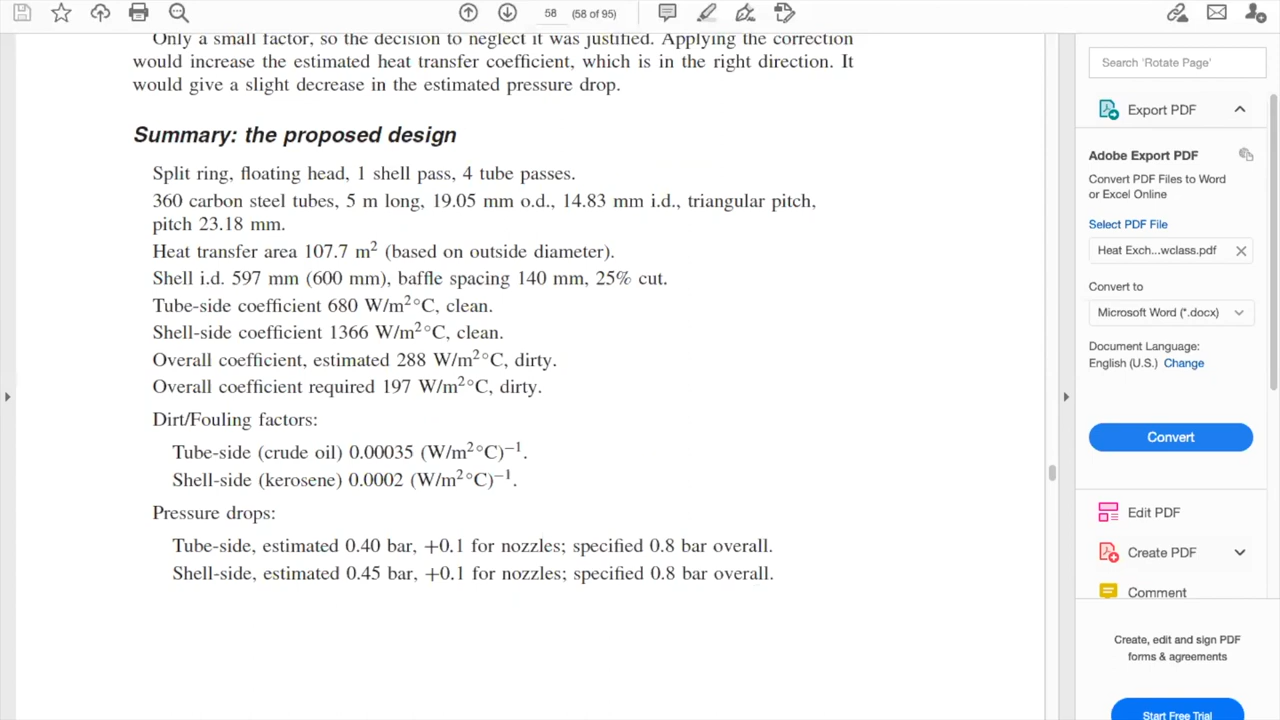 58 (58 of 95)
Only a small factor, so the decision to neglect it was justified. Applying the correction
would increase the estimated heat transfer coefficient, which is in the right direction. It
would give a slight decrease in the estimated pressure drop.
Summary: the proposed design
Split ring, floating head, 1 shell pass, 4 tube passes.
360 carbon steel tubes, 5 m long, 19.05 mm o.d., 14.83 mm i.d., triangular pitch,
pitch 23.18 mm.
Heat transfer area 107.7 m² (based on outside diameter).
Shell i.d. 597 mm (600 mm), baffle spacing 140 mm, 25% cut.
Tube-side coefficient 680 W/m²°C, clean.
Shell-side coefficient 1366 W/m²°C, clean.
Overall coefficient, estimated 288 W/m²°C, dirty.
Overall coefficient required 197 W/m²°C, dirty.
Dirt/Fouling factors:
Tube-side (crude oil) 0.00035 (W/m²°C)⁻¹.
Shell-side (kerosene) 0.0002 (W/m²°C)⁻¹.
Pressure drops:
Tube-side, estimated 0.40 bar, +0.1 for nozzles; specified 0.8 bar overall.
Shell-side, estimated 0.45 bar, +0.1 for nozzles; specified 0.8 bar overall.
Search 'Rotate Page'
Export PDF
Adobe Export PDF
Convert PDF Files to Word
or Excel Online
Select PDF File
Heat Exch...wclass.pdf
Convert to
Microsoft Word (*.docx)
Document Language:
English (U.S.) Change
Convert
Edit PDF
Create PDF
Comment
Create, edit and sign PDF
forms & agreements
Start Free Trial